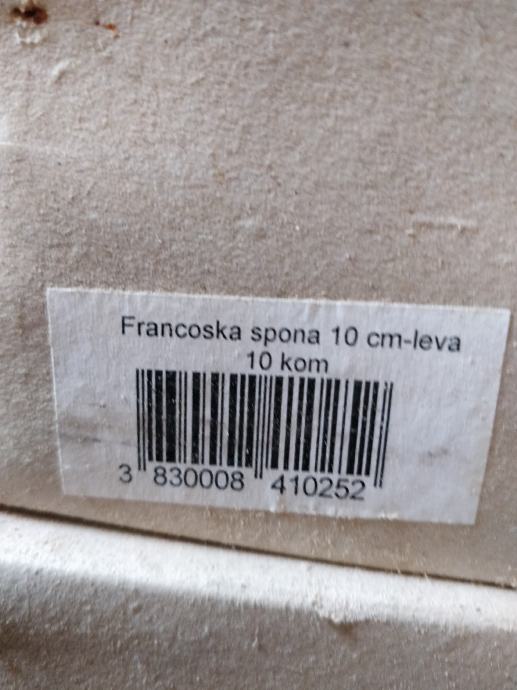 Francoska spona 10 cm-leva
10 kom
3 830008 410252